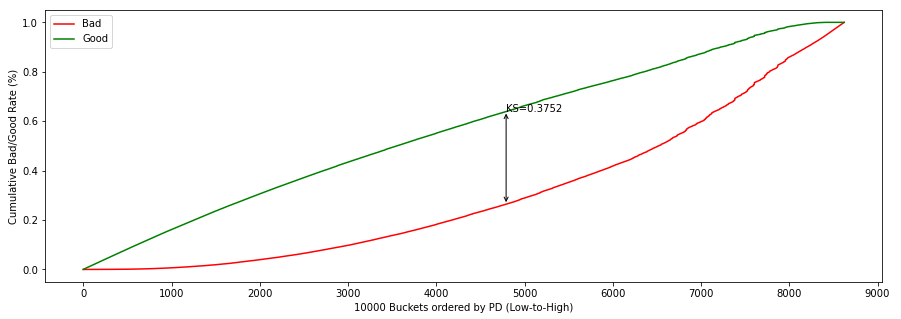 Bad
Good
KS=0.3752
Cumulative Bad/Good Rate (%)
1.0
0.8
0.6
0.4
0.2
0.0
0 1000 2000 3000 4000 5000 6000 7000 8000 9000
10000 Buckets ordered by PD (Low-to-High)